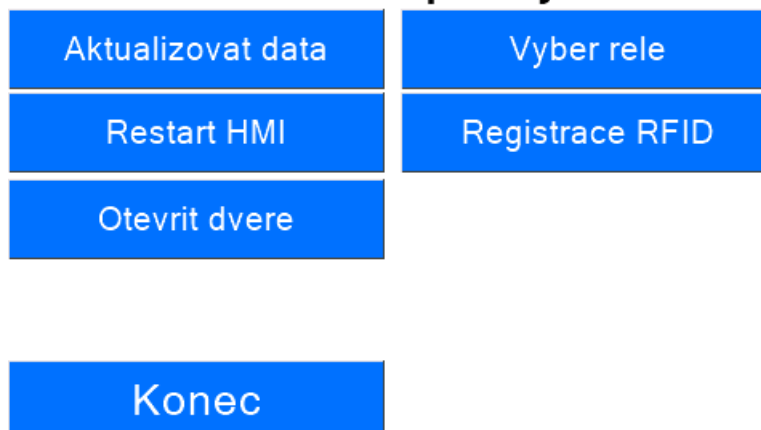 Aktualizovat data
Vyber rele
Restart HMI
Registrace RFID
Otevrit dvere
Konec